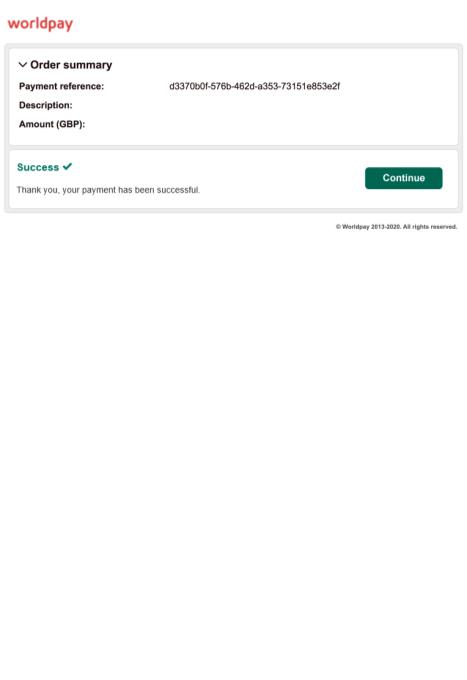 worldpay
Order summary
Payment reference: d3370b0f-576b-462d-a353-73151e853e2f
Description:
Amount (GBP):
Success ✔
Thank you, your payment has been successful.
Continue
© Worldpay 2013-2020. All rights reserved.